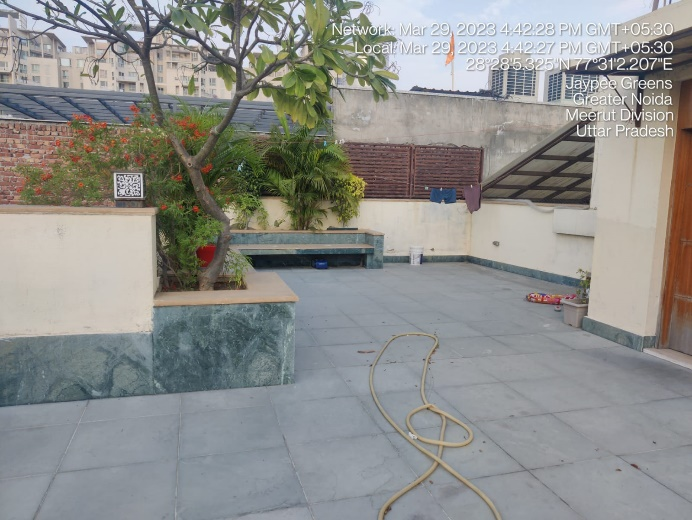 Network: Mar 29, 2023 4:42:28 PM GMT+05:30
Local: Mar 29, 2023 4:42:27 PM GMT+05:30
28°28'5.325"N 77°31'2.207"E
Jaypee Greens
Greater Noida
Meerut Division
Uttar Pradesh